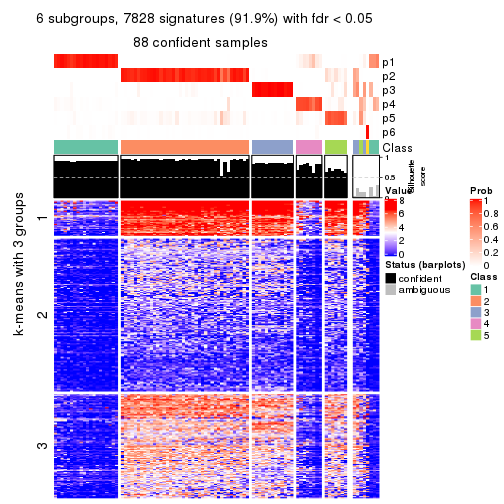 6 subgroups, 7828 signatures (91.9%) with fdr < 0.05
88 confident samples
p1
p2
p3
p4
p5
p6
Class
1
0.5
0
Silhouette
score
k-means with 3 groups
1
2
3
Value
8
6
4
2
0
Status (barplots)
confident
ambiguous
Prob
1
0.8
0.6
0.4
0.2
0
Class
1
2
3
4
5